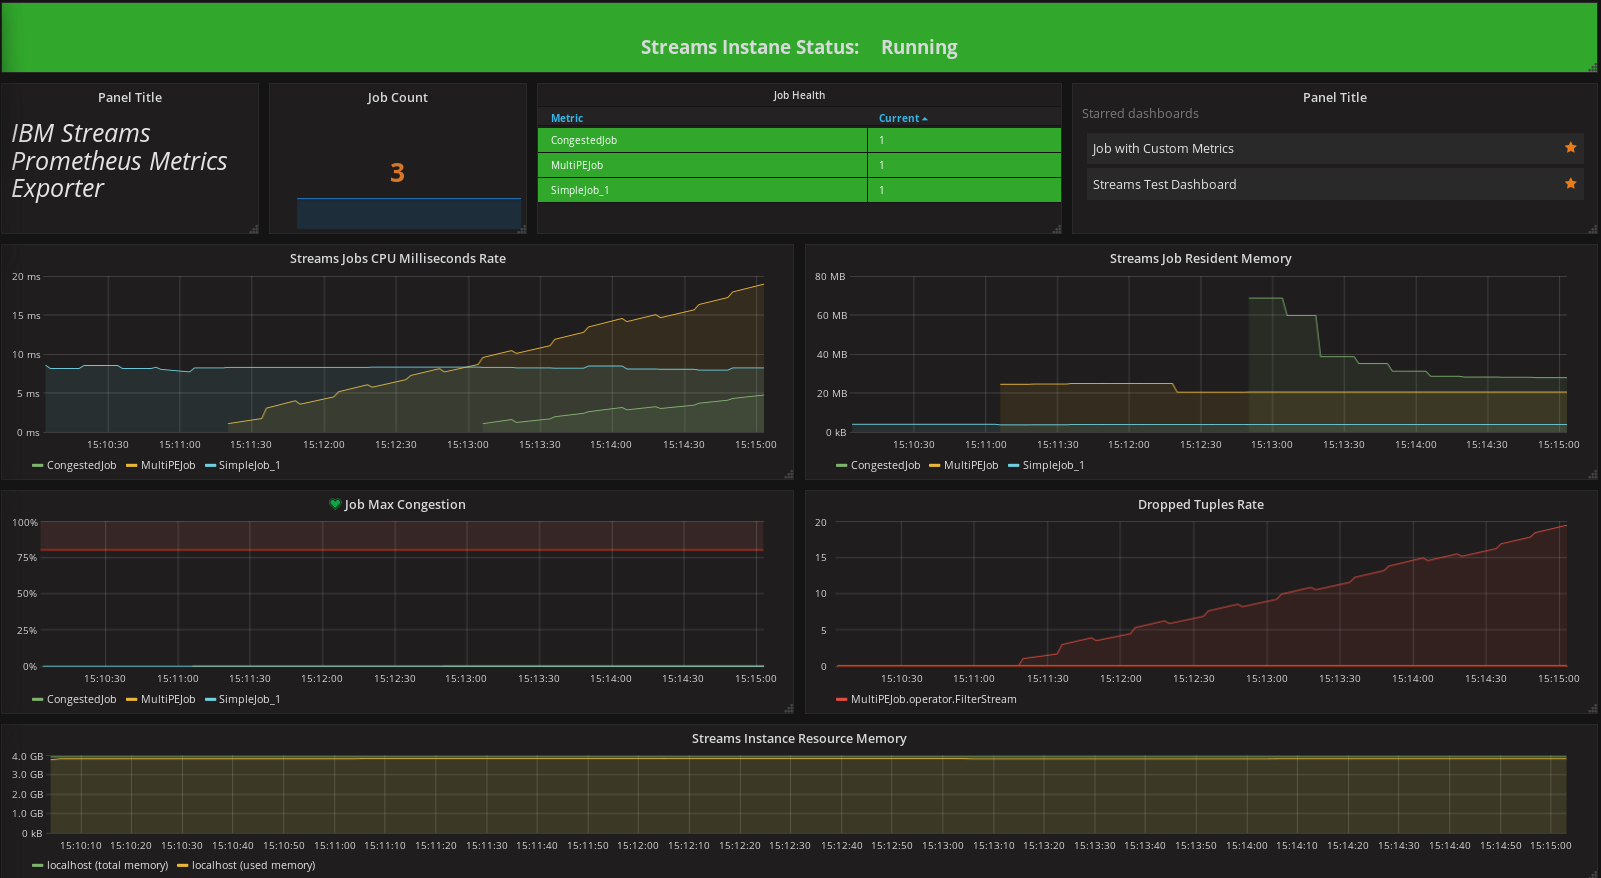 Streams Instane Status: Running
Panel Title
IBM Streams
Prometheus Metrics
Exporter
Job Count
3
Job Health
Metric Current
CongestedJob 1
MultiPEJob 1
SimpleJob_1 1
Panel Title
Starred dashboards
Job with Custom Metrics
Streams Test Dashboard
Streams Jobs CPU Milliseconds Rate
20 ms
15 ms
10 ms
5 ms
0 ms
15:10:30 15:11:00 15:11:30 15:12:00 15:12:30 15:13:00 15:13:30 15:14:00 15:14:30 15:15:00
CongestedJob MultiPEJob SimpleJob_1
Streams Job Resident Memory
80 MB
60 MB
40 MB
20 MB
0 kB
15:10:30 15:11:00 15:11:30 15:12:00 15:12:30 15:13:00 15:13:30 15:14:00 15:14:30 15:15:00
CongestedJob MultiPEJob SimpleJob_1
Job Max Congestion
100%
75%
50%
25%
0%
15:10:30 15:11:00 15:11:30 15:12:00 15:12:30 15:13:00 15:13:30 15:14:00 15:14:30 15:15:00
CongestedJob MultiPEJob SimpleJob_1
Dropped Tuples Rate
20
15
10
5
0
15:10:30 15:11:00 15:11:30 15:12:00 15:12:30 15:13:00 15:13:30 15:14:00 15:14:30 15:15:00
MultiPEJob.operator.FilterStream
Streams Instance Resource Memory
4.0 GB
3.0 GB
2.0 GB
1.0 GB
0 kB
15:10:10 15:10:20 15:10:30 15:10:40 15:10:50 15:11:00 15:11:10 15:11:20 15:11:30 15:11:40 15:11:50 15:12:00 15:12:10 15:12:20 15:12:30 15:12:40 15:12:50 15:13:00 15:13:10 15:13:20 15:13:30 15:13:40 15:13:50 15:14:00 15:14:10 15:14:20 15:14:30 15:14:40 15:14:50 15:15:00
localhost (total memory) localhost (used memory)